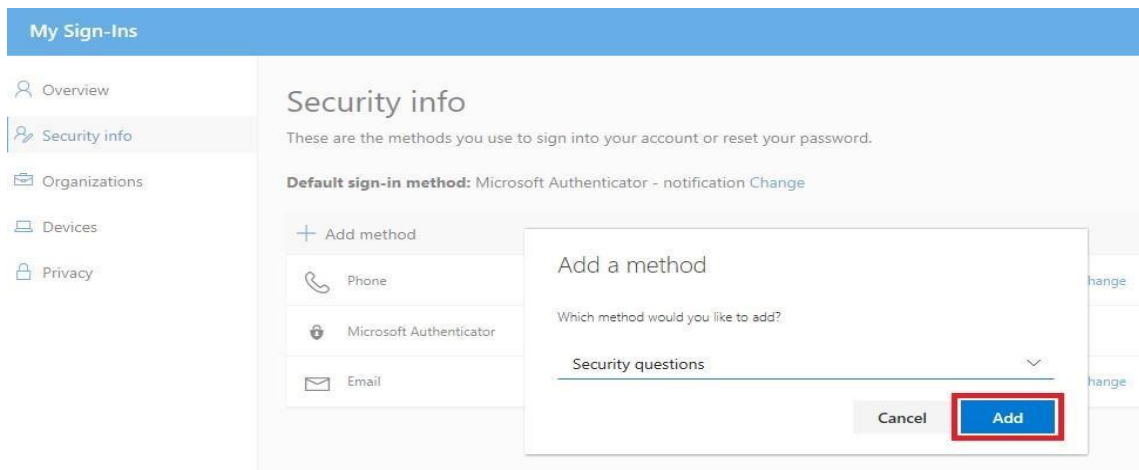 My Sign-Ins
Overview
Security info
Organizations
Devices
Privacy
Security info
These are the methods you use to sign into your account or reset your password.
Default sign-in method: Microsoft Authenticator - notification Change
+ Add method
Phone
hange
Microsoft Authenticator
Email
hange
Add a method
Which method would you like to add?
Security questions
Cancel Add